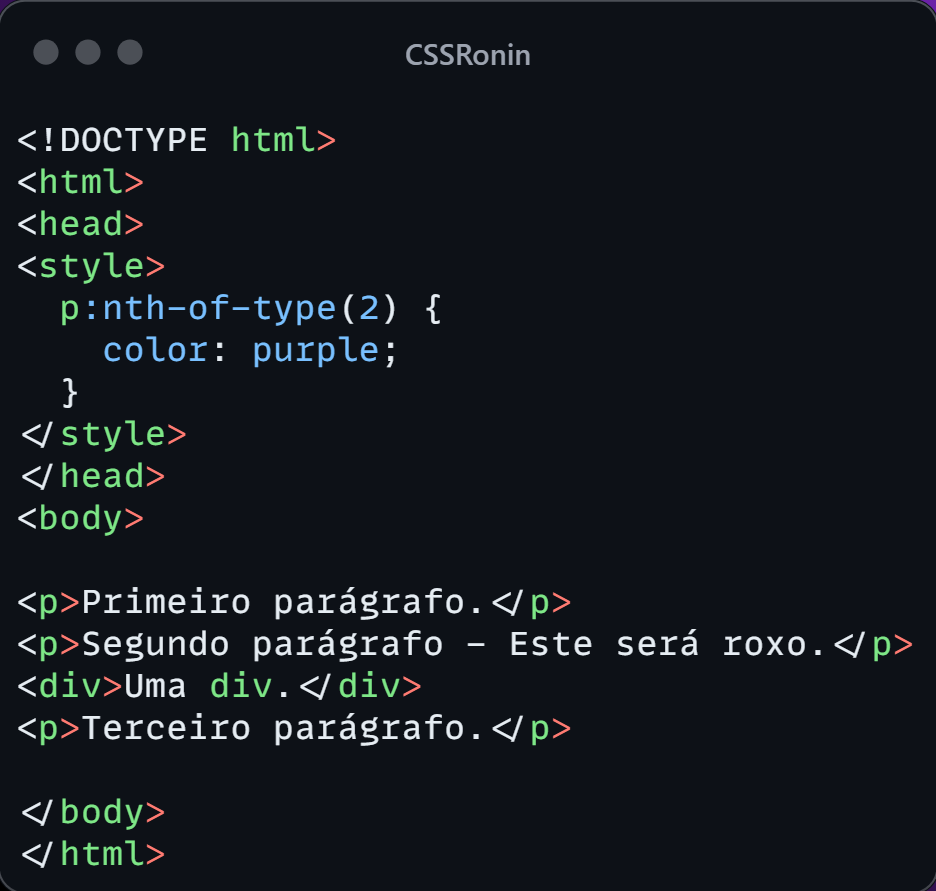 CSSRonin
<!DOCTYPE html>
<html>
<head>
<style>
  p:nth-of-type(2) {
    color: purple;
  }
</style>
</head>
<body>
<p>Primeiro parágrafo.</p>
<p>Segundo parágrafo - Este será roxo.</p>
<div>Uma div.</div>
<p>Terceiro parágrafo.</p>
</body>
</html>